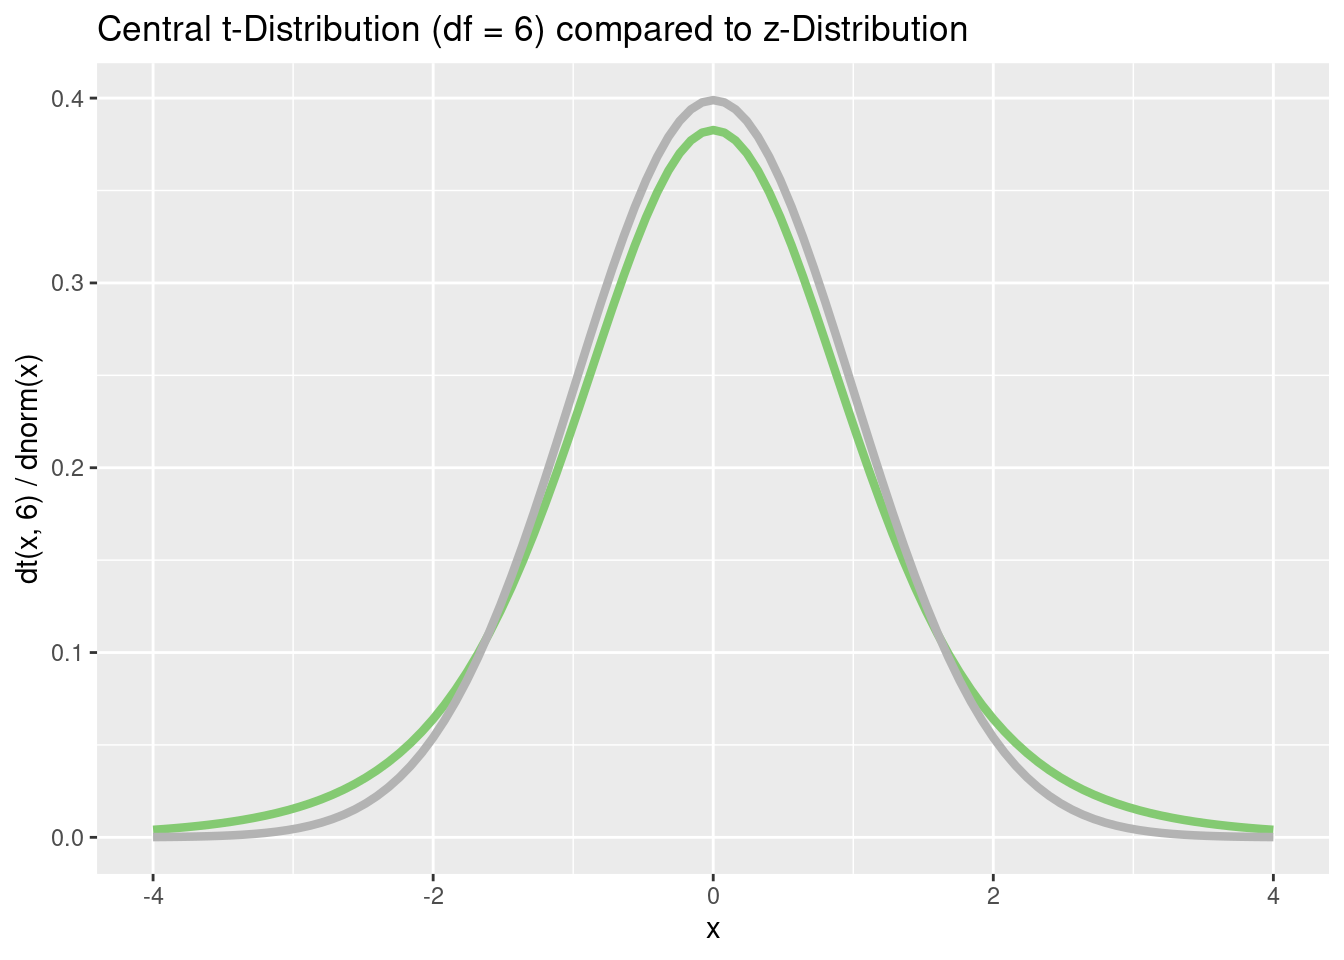 Central t-Distribution (df = 6) compared to z-Distribution
dt(x, 6) / dnorm(x)
0.4
0.3
0.2
0.1
0.0
-4 -2 0 2 4
x